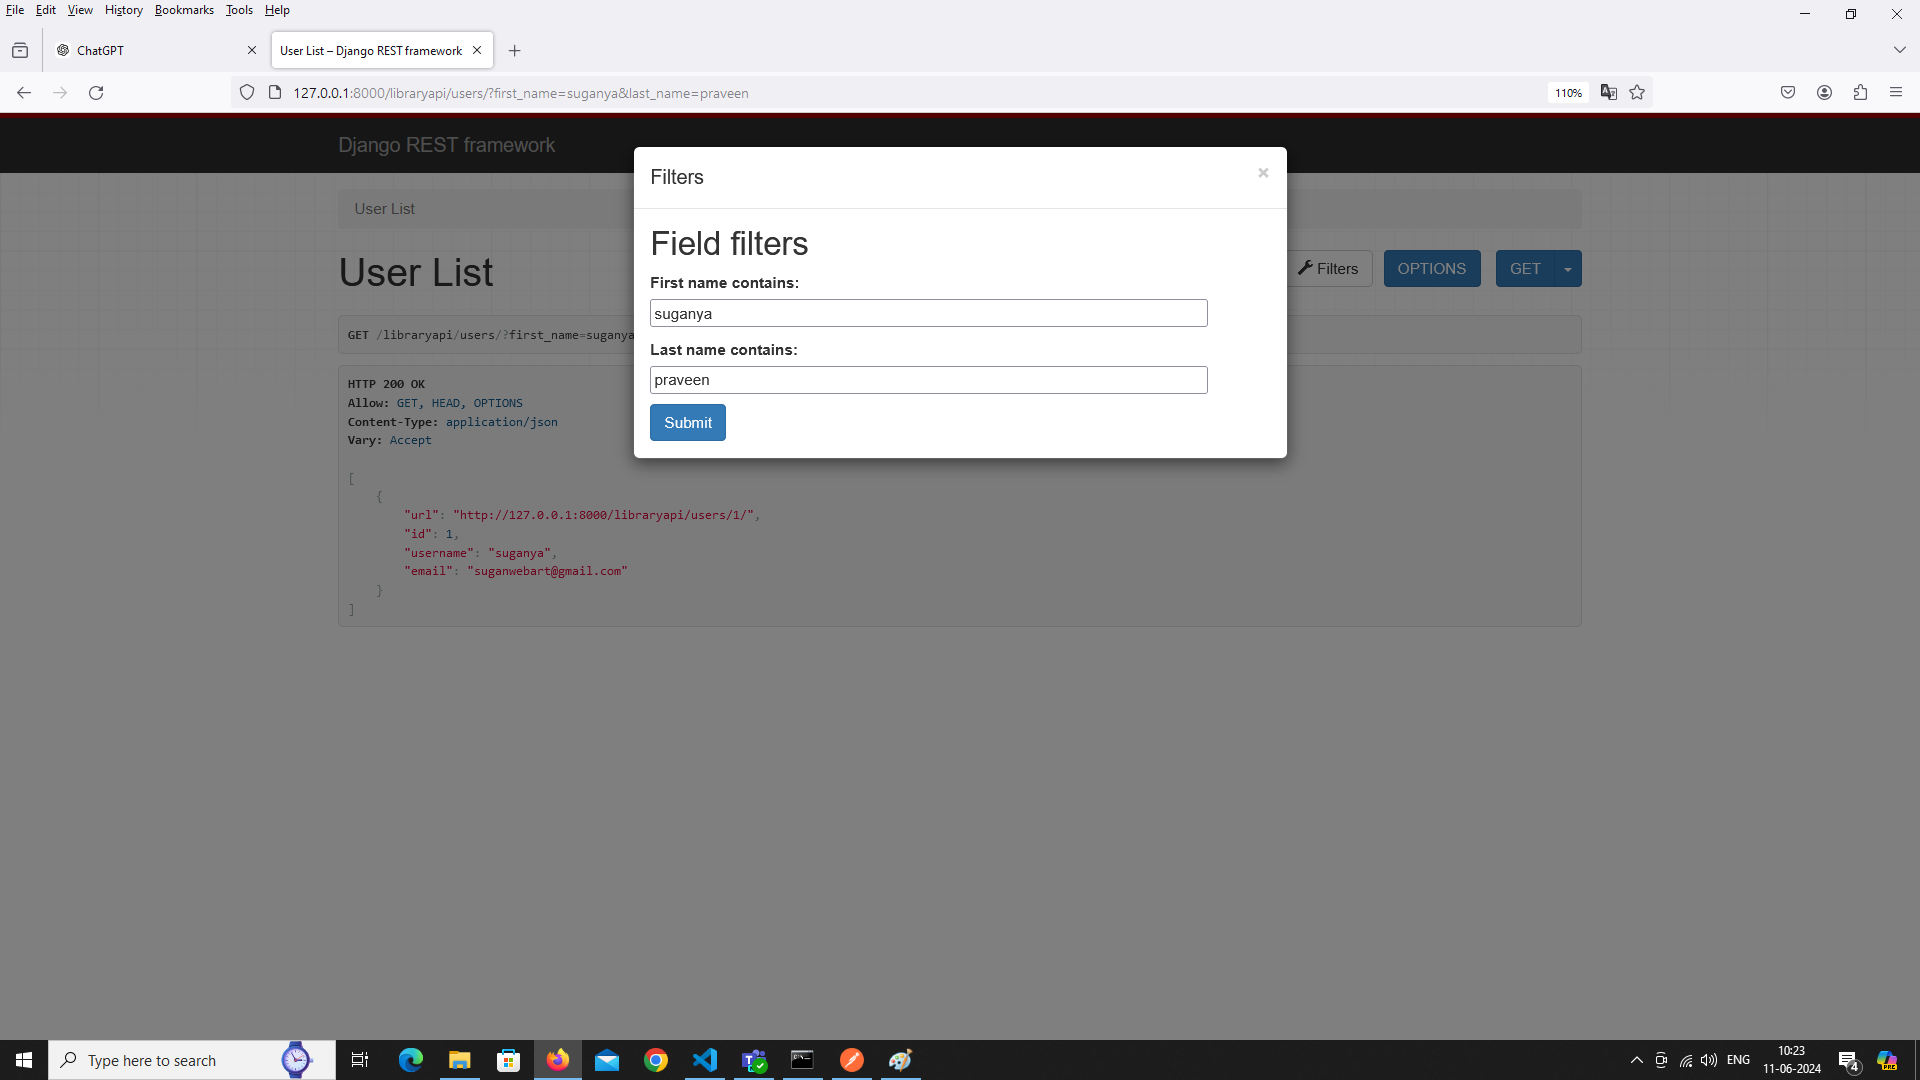 File Edit View History Bookmarks Tools Help
ChatGPT
User List – Django REST framework
127.0.0.1:8000/libraryapi/users/?first_name=suganya&last_name=praveen
110%
Django REST framework
Filters
×
User List
Field filters
User List
Filters
OPTIONS
GET
First name contains:
suganya
GET /libraryapi/users/?first_name=suganya
Last name contains:
praveen
HTTP 200 OK
Allow: GET, HEAD, OPTIONS
Content-Type: application/json
Vary: Accept
Submit
[
{
"url": "http://127.0.0.1:8000/libraryapi/users/1/",
"id": 1,
"username": "suganya",
"email": "suganwebart@gmail.com"
}
]
Type here to search
ENG
10:23
11-06-2024
4
PRE